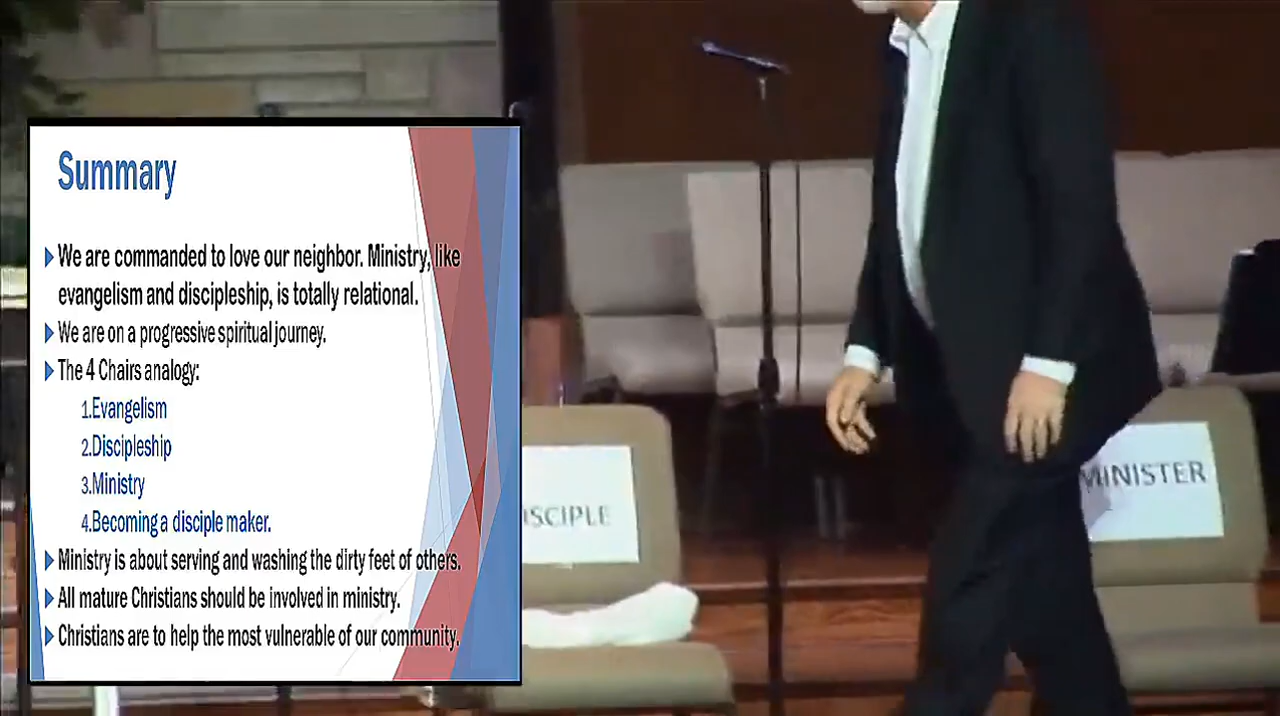 Summary
We are commanded to love our neighbor. Ministry, like
evangelism and discipleship, is totally relational.
We are on a progressive spiritual journey.
The 4 Chairs analogy:
1.Evangelism
2.Discipleship
3.Ministry
4.Becoming a disciple maker.
Ministry is about serving and washing the dirty feet of others.
All mature Christians should be involved in ministry.
Christians are to help the most vulnerable of our community.
ISCIPLE
MINISTER